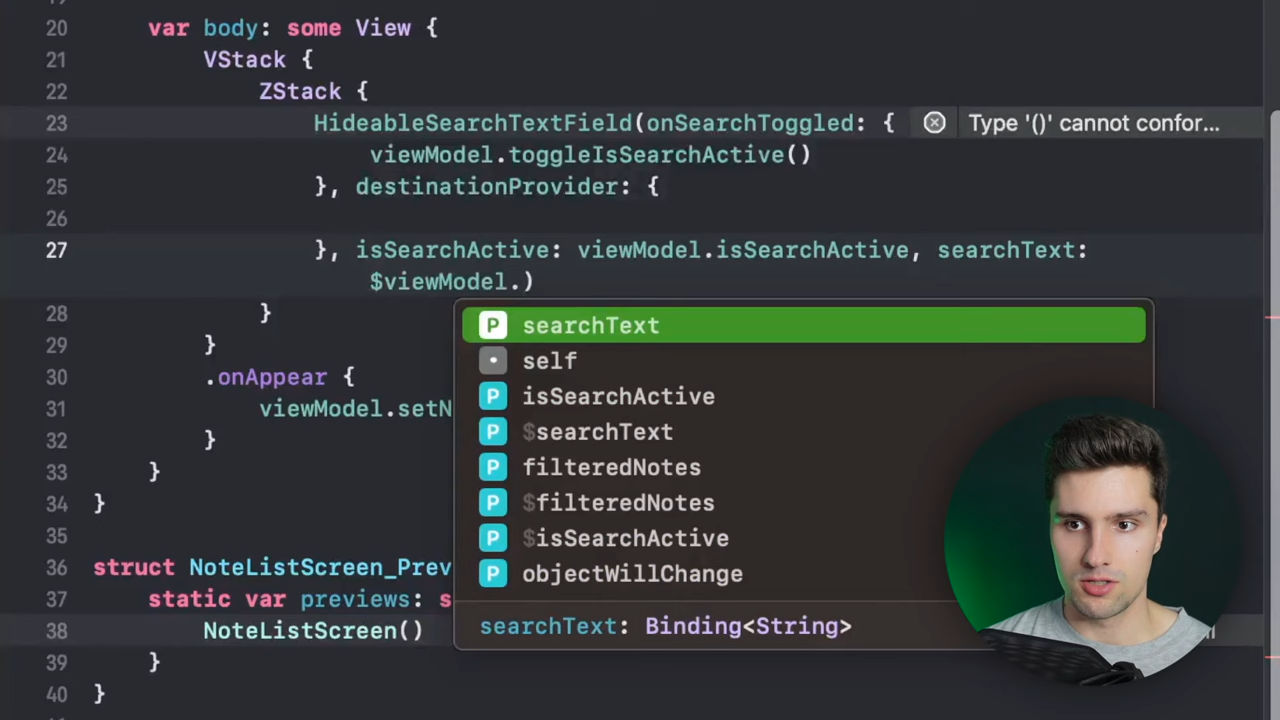 20 var body: some View {
21 VStack {
22 ZStack {
23 HideableSearchTextField(onSearchToggled: { Type '()' cannot confor...
24 viewModel.toggleIsSearchActive()
25 }, destinationProvider: {
26
27 }, isSearchActive: viewModel.isSearchActive, searchText:
$viewModel.)
28 }
P searchText
29 }
self
30 .onAppear {
P isSearchActive
31 viewModel.setN
P $searchText
32 }
P filteredNotes
33 }
P $filteredNotes
34 }
P $isSearchActive
35
36 struct NoteListScreen_Prev
P objectWillChange
37 static var previews: s
38 NoteListScreen()
searchText: Binding<String>
39 }
40 }